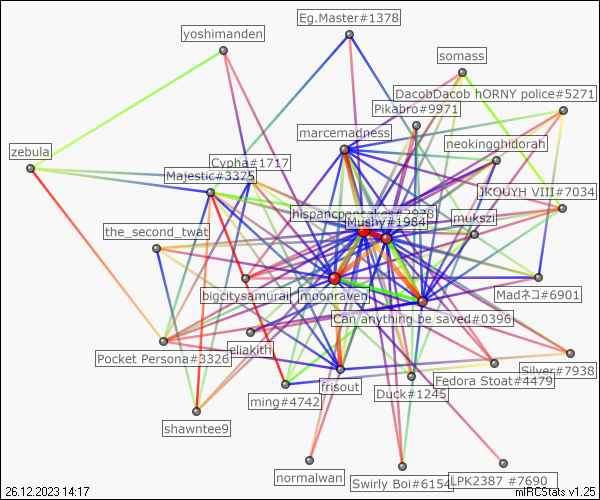 Eg.Master#1378
yoshimanden
somass
DacobDacob hORNY police#5271
Pikabro#9971
marcemadness
neokingghidorah
zebula
Cypha#1717
Majestic#3375
JKOUYH VIII#7034
hispancpensakes#2928
mukszil
Mushy#1984
the_second_twat
bigcitysamurai
moonraven
Madネコ#6901
Can anything be saved#0396
eliakith
Pocket Persona#3326
Silver#7938
frisout
Fedora Stoat#4479
Duck#1245
ming#4742
shawntee9
normalwan
Swirly Boi#6154
LPK2387 #7690
26.12.2023 14:17
mIRCStats v1.25